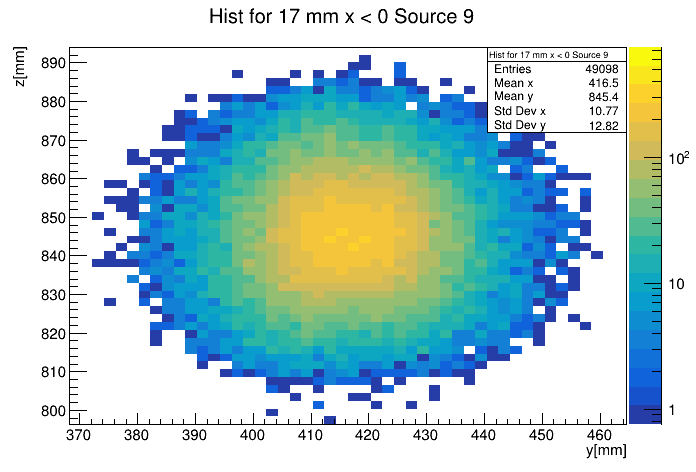 Hist for 17 mm x < 0 Source 9
z[mm]
890
880
870
860
850
840
830
820
810
800
370 380 390 400 410 420 430 440 450 460
y[mm]
Hist for 17 mm x < 0 Source 9
Entries 49098
Mean x 416.5
Mean y 845.4
Std Dev x 10.77
Std Dev y 12.82
10²
10
1